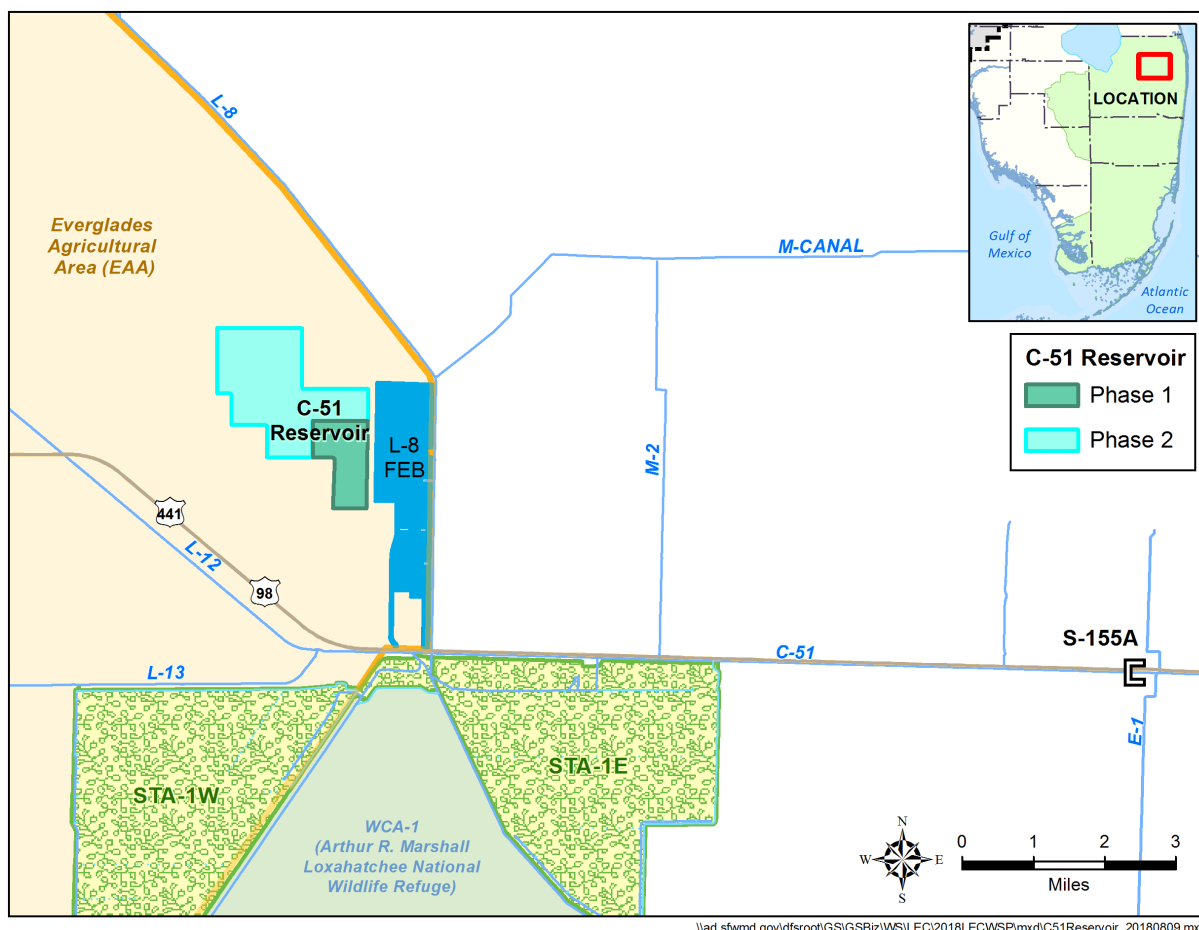 L-8
Everglades
Agricultural
Area (EAA)
M-CANAL
LOCATION
Gulf of
Mexico
Atlantic
Ocean
C-51 Reservoir
Phase 1
Phase 2
C-51
Reservoir
L-8
FEB
M-2
441
L-12
98
L-13
C-51
S-155A
E-1
STA-1W
STA-1E
WCA-1
(Arthur R. Marshall
Loxahatchee National
Wildlife Refuge)
N
W
E
S
0 1 2 3
Miles